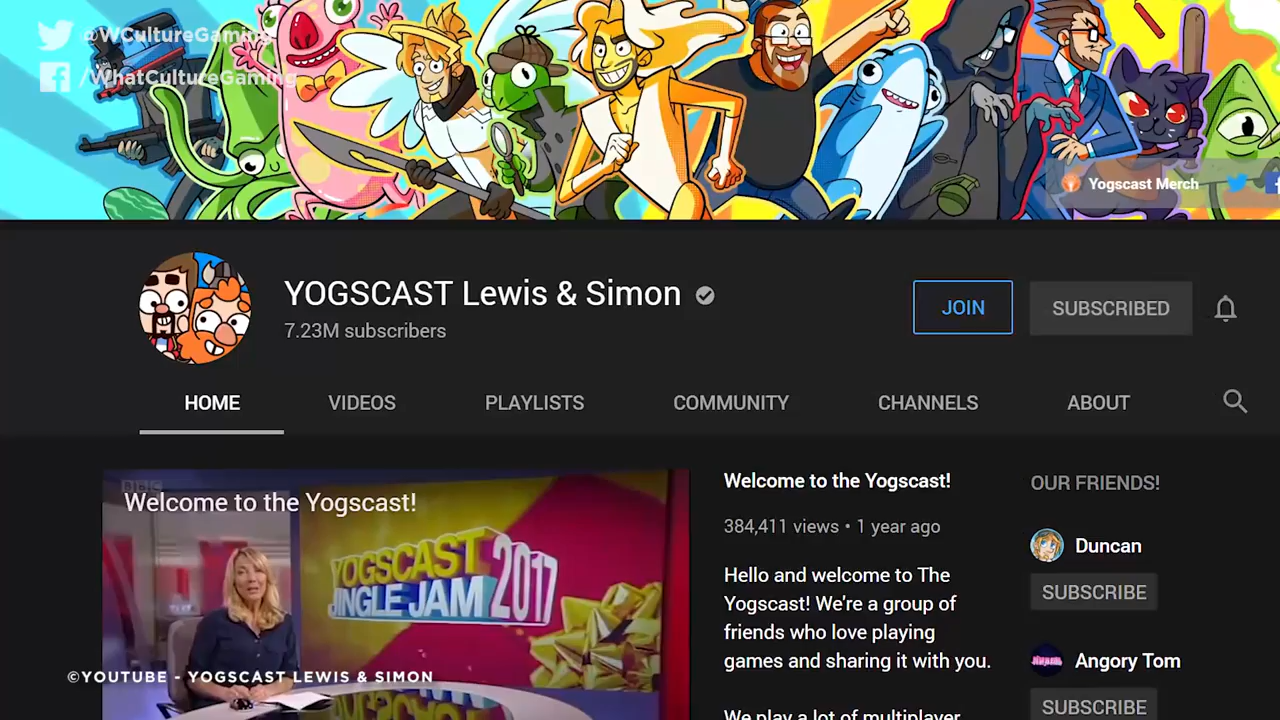 @WCultureGaming
/WhatCultureGaming
Yogscast Merch
YOGSCAST Lewis & Simon
7.23M subscribers
JOIN
SUBSCRIBED
HOME
VIDEOS
PLAYLISTS
COMMUNITY
CHANNELS
ABOUT
BBC
Welcome to the Yogscast!
YOGSCAST
JINGLE JAM 2017
©YOUTUBE - YOGSCAST LEWIS & SIMON
Welcome to the Yogscast!
384,411 views • 1 year ago
Hello and welcome to The
Yogscast! We're a group of
friends who love playing
games and sharing it with you.
We play a lot of multiplayer
OUR FRIENDS!
Duncan
SUBSCRIBE
Angory Tom
SUBSCRIBE